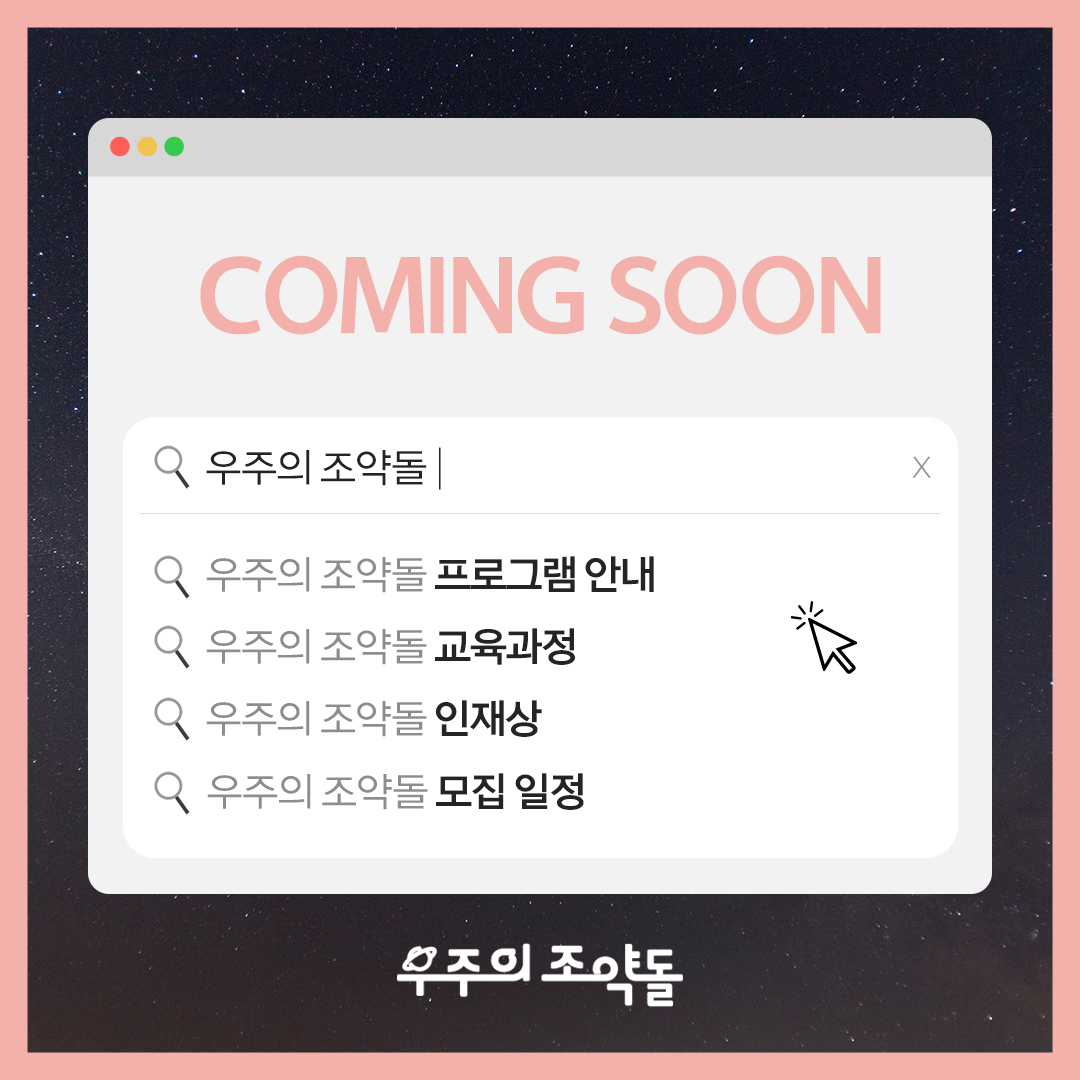 COMING SOON
우주의 조약돌
X
우주의 조약돌 프로그램 안내
우주의 조약돌 교육과정
우주의 조약돌 인재상
우주의 조약돌 모집 일정
우주의 조약돌